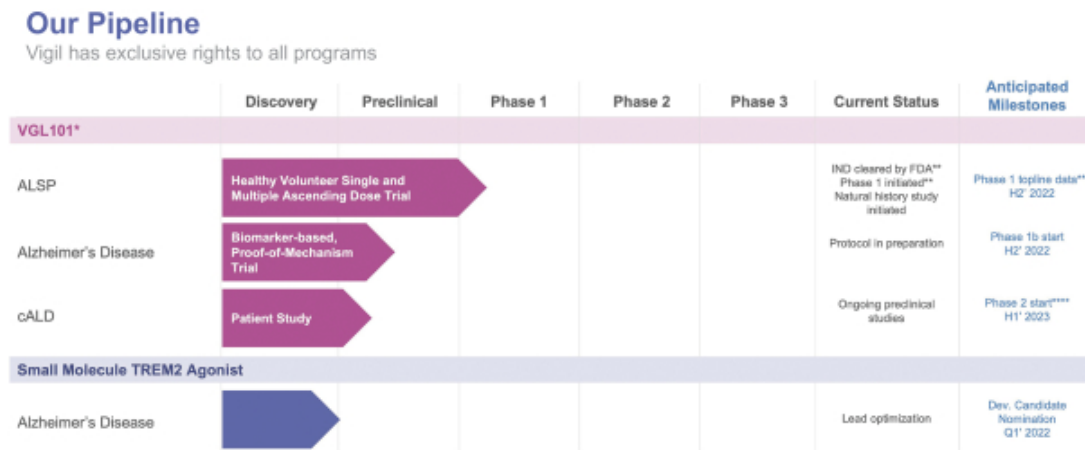 Our Pipeline
Vigil has exclusive rights to all programs
Discovery Preclinical Phase 1 Phase 2 Phase 3 Current Status Anticipated Milestones
VGL101*
ALSP
Healthy Volunteer Single and
Multiple Ascending Dose Trial
IND cleared by FDA**
Phase 1 initiated**
Natural history study
initiated
Phase 1 topline data**
H2' 2022
Alzheimer's Disease
Biomarker-based,
Proof-of-Mechanism
Trial
Protocol in preparation
Phase 1b start
H2' 2022
cALD
Patient Study
Ongoing preclinical
studies
Phase 2 start****
H1' 2023
Small Molecule TREM2 Agonist
Alzheimer's Disease
Lead optimization
Dev. Candidate
Nomination
Q1' 2022